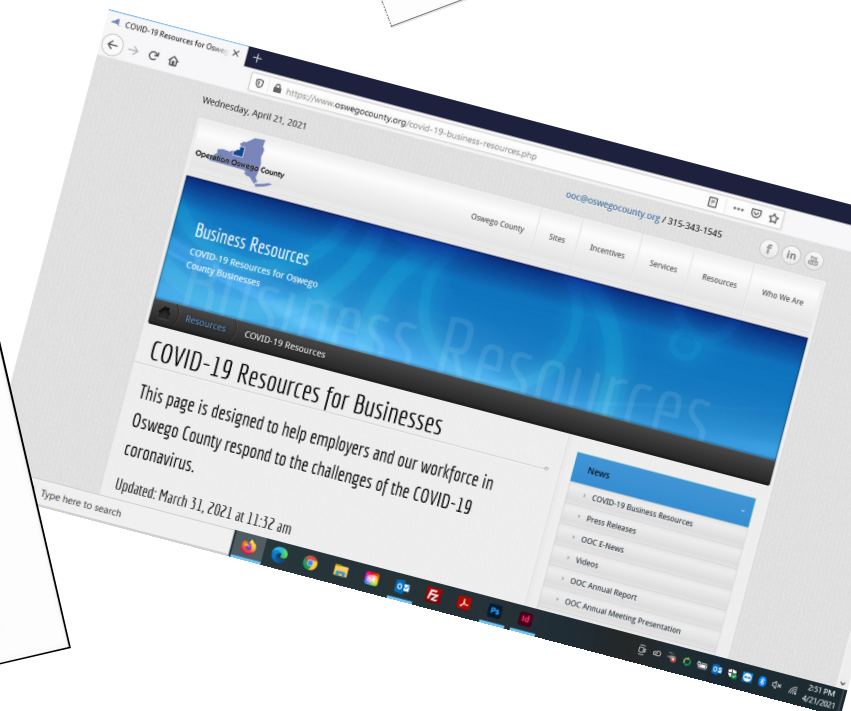 COVID-19 Resources for Oswe
https://www.oswegocounty.org/covid-19-business-resources.php
Wednesday, April 21, 2021
ooc@oswegocounty.org / 315-343-1545
Operation Oswego County
Oswego County
Sites
Incentives
Services
Resources
Who We Are
Business Resources
COVID-19 Resources for Oswego
County Businesses
Business Resources
Resources
COVID-19 Resources
COVID-19 Resources for Businesses
This page is designed to help employers and our workforce in
Oswego County respond to the challenges of the COVID-19
coronavirus.
Updated: March 31, 2021 at 11:32 am
News
COVID-19 Business Resources
Press Releases
OOC E-News
Videos
OOC Annual Report
OOC Annual Meeting Presentation
Type here to search
Ps
Id
2:51 PM
4/21/2021